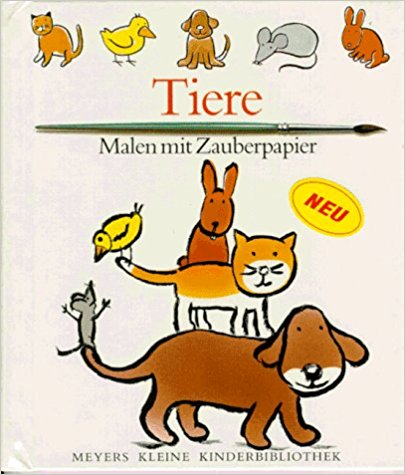 Tiere
Malen mit Zauberpapier
NEU
MEYERS KLEINE KINDERBIBLIOTHEK